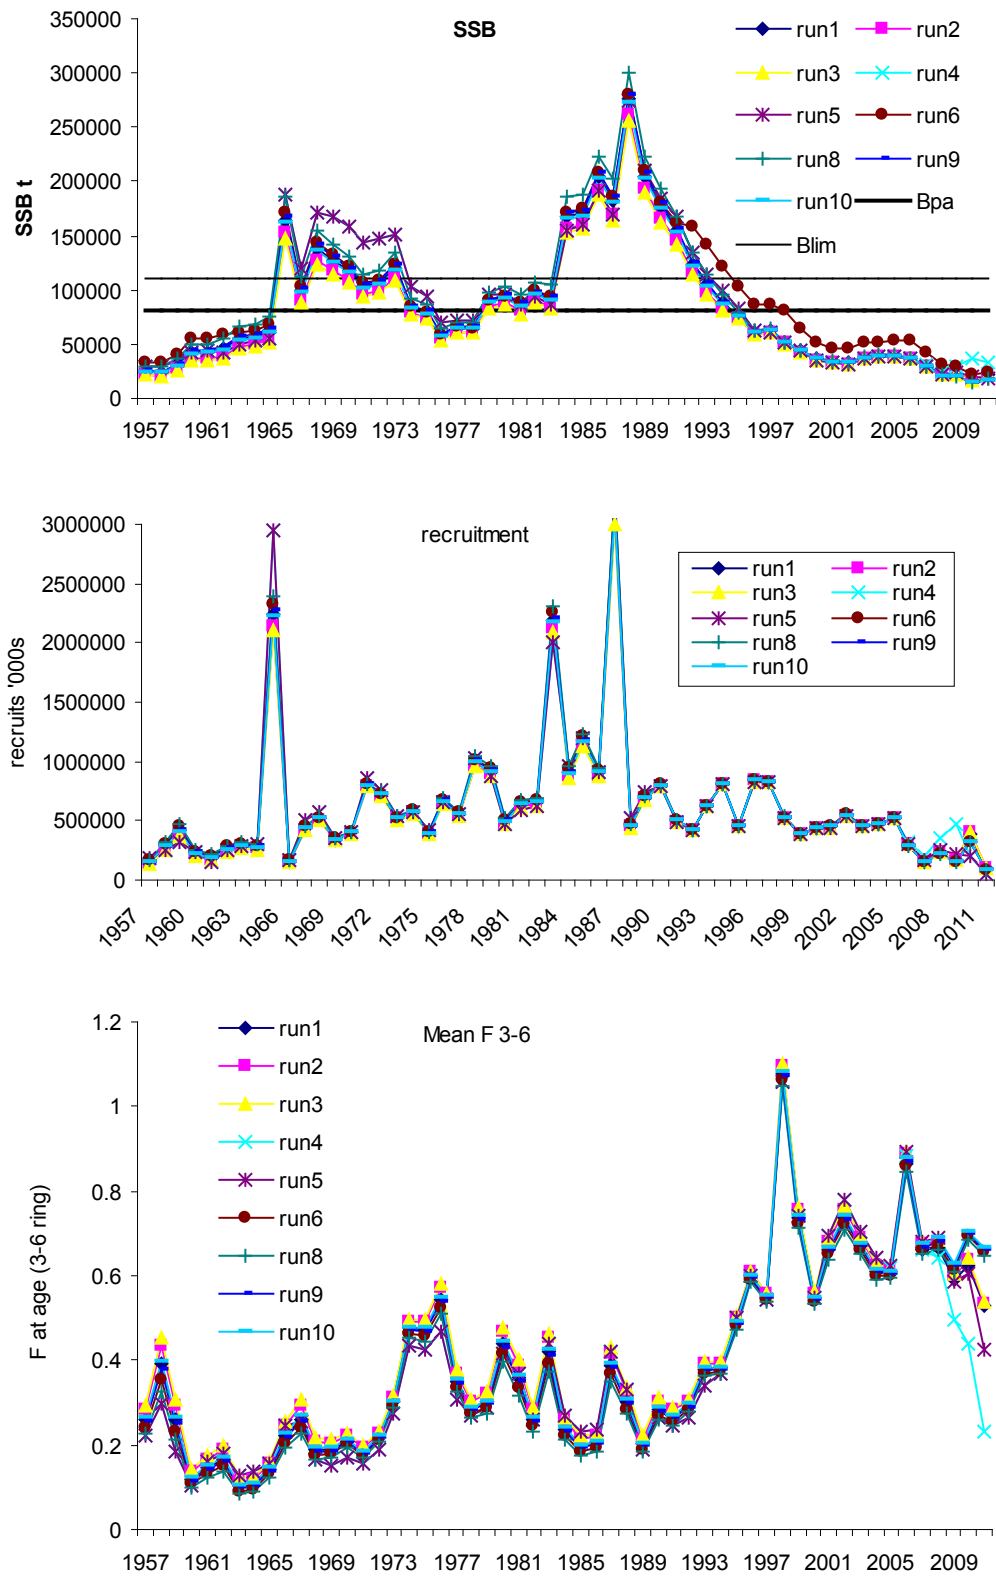 SSB
350000
300000
250000
200000
150000
100000
50000
0
SSB t
run1 run2
run3 run4
run5 run6
run8 run9
run10 Bpa
Blim
1957 1961 1965 1969 1973 1977 1981 1985 1989 1993 1997 2001 2005 2009
recruitment
3000000
2500000
2000000
1500000
1000000
500000
0
recruits '000s
run1 run2
run3 run4
run5 run6
run8 run9
run10
1957 1960 1963 1966 1969 1972 1975 1978 1981 1984 1987 1990 1993 1996 1999 2002 2005 2008 2011
Mean F 3-6
1.2
1
0.8
0.6
0.4
0.2
0
F at age (3-6 ring)
run1
run2
run3
run4
run5
run6
run8
run9
run10
1957 1961 1965 1969 1973 1977 1981 1985 1989 1993 1997 2001 2005 2009